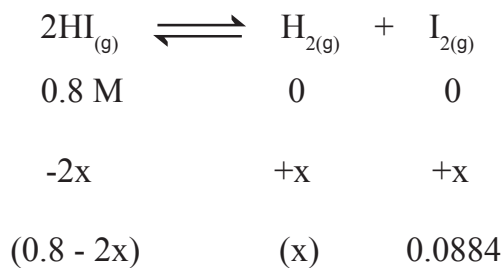 2HI(g) ⇌ H2(g) + I2(g)
0.8 M 0 0
-2x +x +x
(0.8 - 2x) (x) 0.0884